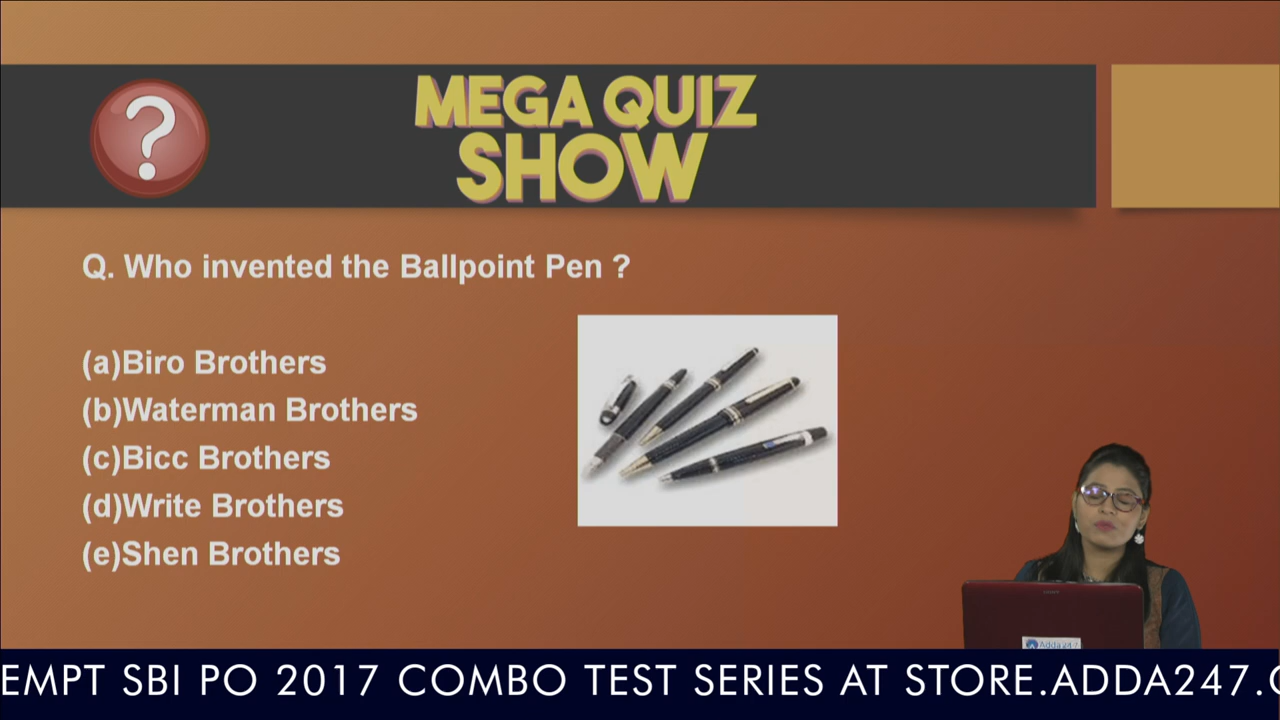 MEGA QUIZ
SHOW
Q. Who invented the Ballpoint Pen ?
(a)Biro Brothers
(b)Waterman Brothers
(c)Bicc Brothers
(d)Write Brothers
(e)Shen Brothers
Adda247
EMPT SBI PO 2017 COMBO TEST SERIES AT STORE.ADDA247.C